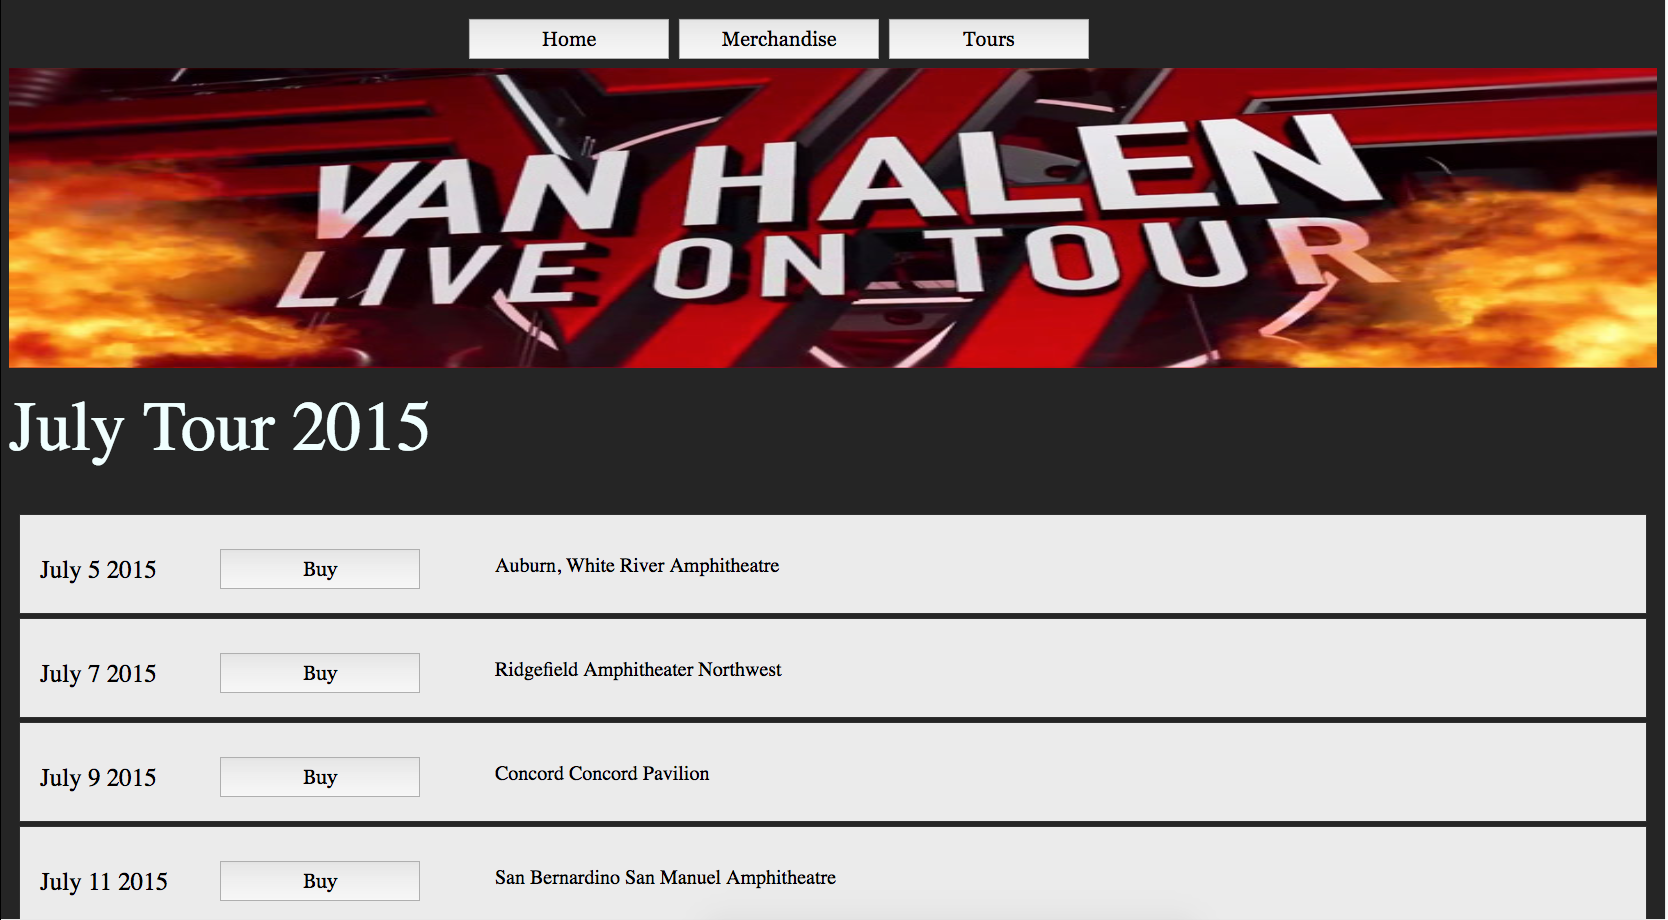 Home Merchandise Tours
VAN HALEN
LIVE ON TOUR
July Tour 2015
July 5 2015 Buy Auburn, White River Amphitheatre
July 7 2015 Buy Ridgefield Amphitheater Northwest
July 9 2015 Buy Concord Concord Pavilion
July 11 2015 Buy San Bernardino San Manuel Amphitheatre